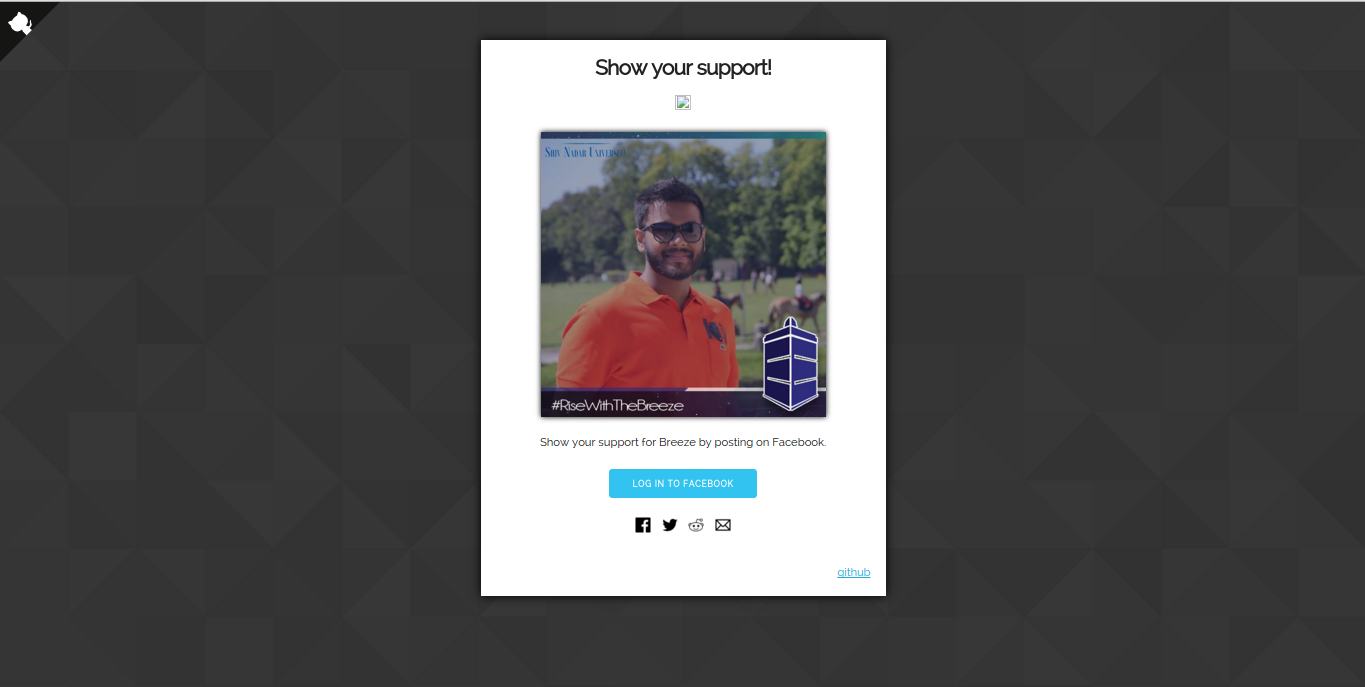 Show your support!
Shiv Nadar University
#RiseWithTheBreeze
Show your support for Breeze by posting on Facebook.
LOG IN TO FACEBOOK
github